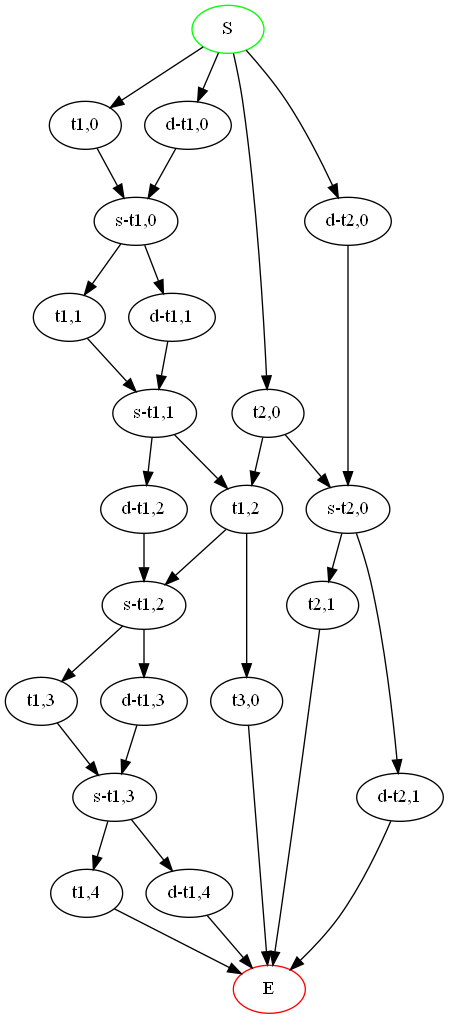 S
t1,0
d-t1,0
s-t1,0
d-t2,0
t1,1
d-t1,1
s-t1,1
t2,0
d-t1,2
t1,2
s-t2,0
s-t1,2
t2,1
t1,3
d-t1,3
t3,0
s-t1,3
d-t2,1
t1,4
d-t1,4
E